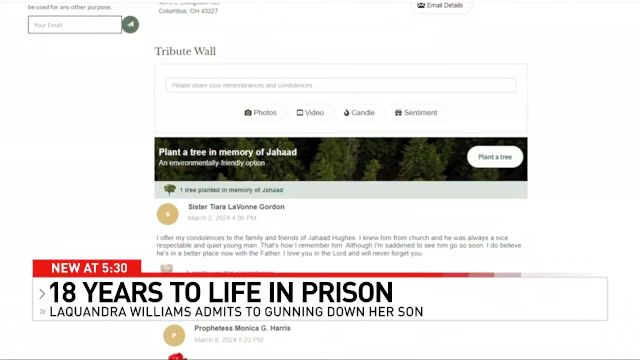 be used for any other purpose.
Columbus, OH 43227
Email Details
Your Email
Tribute Wall
Please share your remembrances and condolences.
Photos
Video
Candle
Sentiment
Plant a tree in memory of Jahaad
An environmentally-friendly option
Plant a tree
1 tree planted in memory of Jahaad
S
Sister Tiara LaVonne Gordon
March 2, 2024 4:06 PM
I offer my condolences to the family and friends of Jahaad Hughes. I knew him from church and he was always a nice
respectable and quiet young man. That's how I remember him. Although I'm saddened to see him go so soon. I do believe
he's in a better place now with the Father. I love you in the Lord and will never forget you.
NEW AT 5:30
18 YEARS TO LIFE IN PRISON
LAQUANDRA WILLIAMS ADMITS TO GUNNING DOWN HER SON
P
Prophetess Monica G. Harris
March 8, 2024 5:23 PM